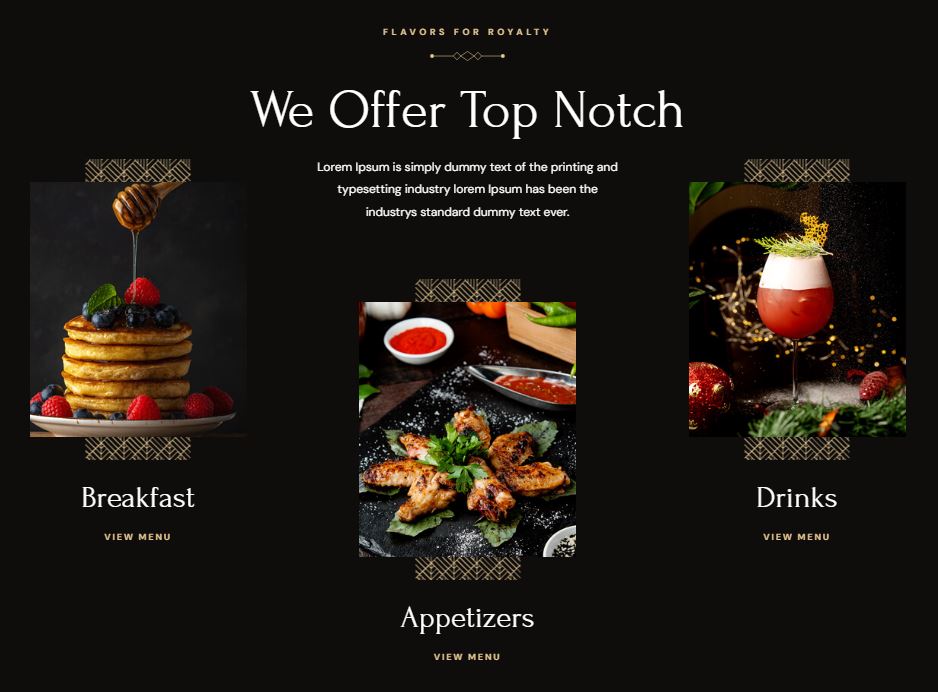 FLAVORS FOR ROYALTY
We Offer Top Notch
Lorem Ipsum is simply dummy text of the printing and
typesetting industry lorem Ipsum has been the
industrys standard dummy text ever.
Breakfast
VIEW MENU
Appetizers
VIEW MENU
Drinks
VIEW MENU